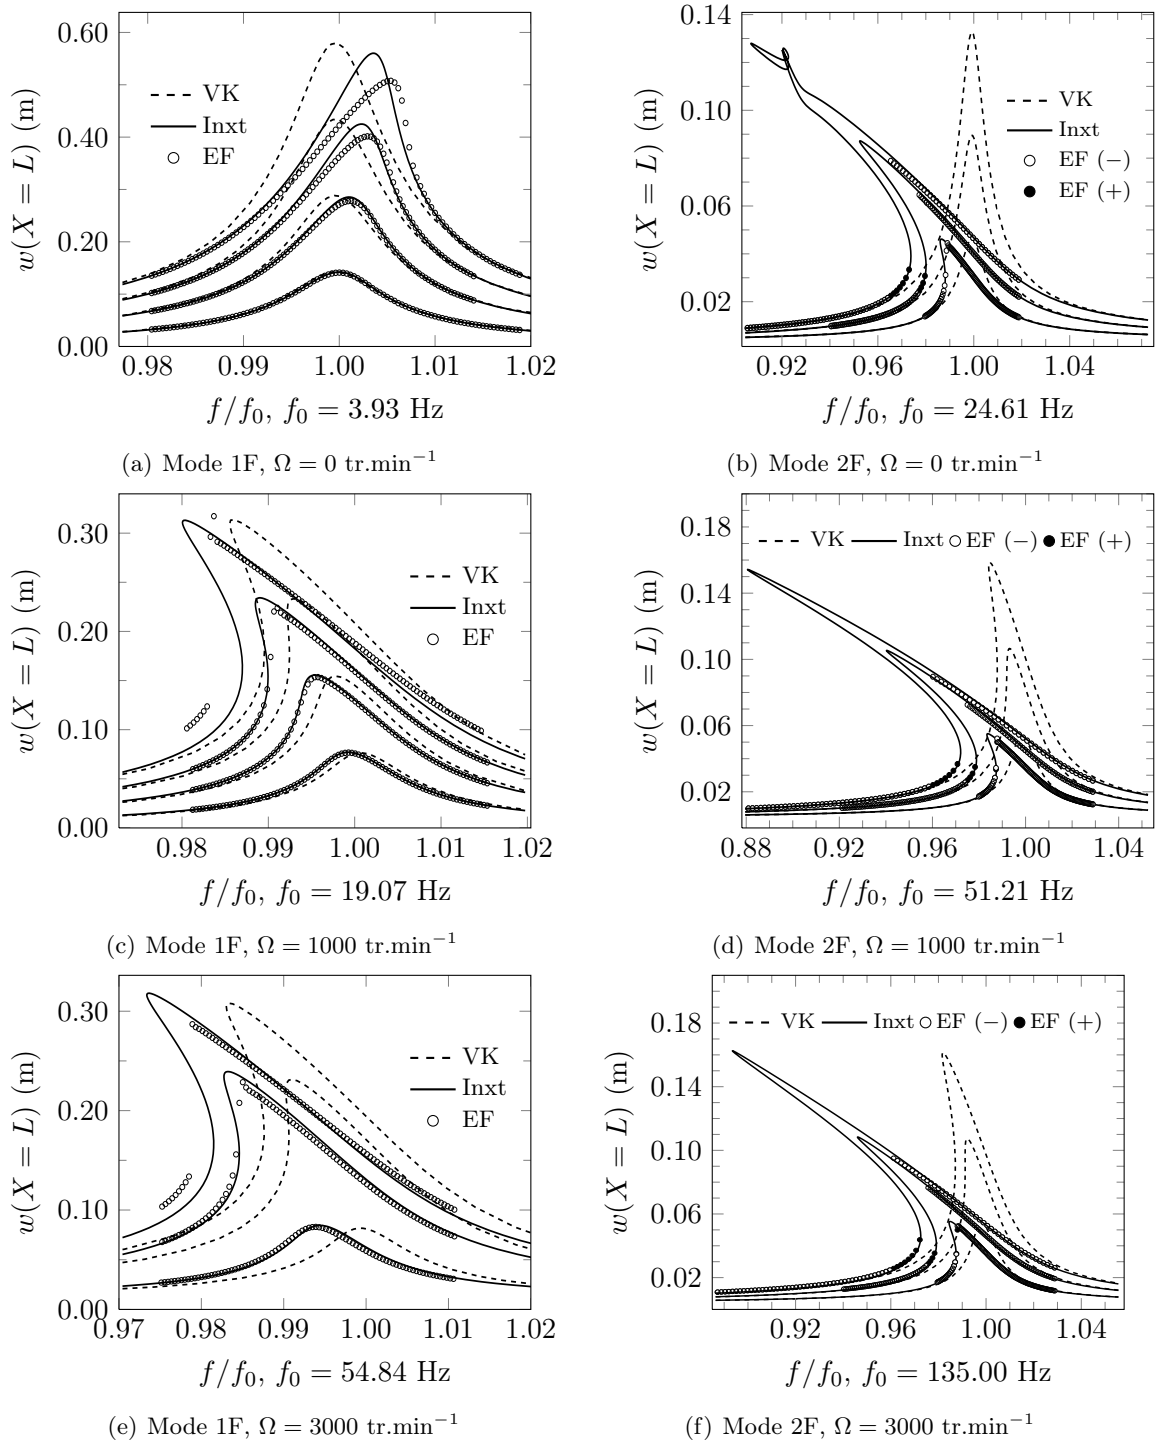 0.60
0.40
0.20
0.00
w(X = L) (m)
VK
Inxt
EF
0.98 0.99 1.00 1.01 1.02
f/f₀, f₀ = 3.93 Hz
(a) Mode 1F, Ω = 0 tr.min⁻¹
0.14
0.10
0.06
0.02
w(X = L) (m)
VK
Inxt
EF (−)
EF (+)
0.92 0.96 1.00 1.04
f/f₀, f₀ = 24.61 Hz
(b) Mode 2F, Ω = 0 tr.min⁻¹
0.30
0.20
0.10
0.00
w(X = L) (m)
VK
Inxt
EF
0.98 0.99 1.00 1.01 1.02
f/f₀, f₀ = 19.07 Hz
(c) Mode 1F, Ω = 1000 tr.min⁻¹
0.18
0.14
0.10
0.06
0.02
w(X = L) (m)
VK Inxt EF (−) EF (+)
0.88 0.92 0.96 1.00 1.04
f/f₀, f₀ = 51.21 Hz
(d) Mode 2F, Ω = 1000 tr.min⁻¹
0.30
0.20
0.10
0.00
w(X = L) (m)
VK
Inxt
EF
0.97 0.98 0.99 1.00 1.01 1.02
f/f₀, f₀ = 54.84 Hz
(e) Mode 1F, Ω = 3000 tr.min⁻¹
0.18
0.14
0.10
0.06
0.02
w(X = L) (m)
VK Inxt EF (−) EF (+)
0.92 0.96 1.00 1.04
f/f₀, f₀ = 135.00 Hz
(f) Mode 2F, Ω = 3000 tr.min⁻¹